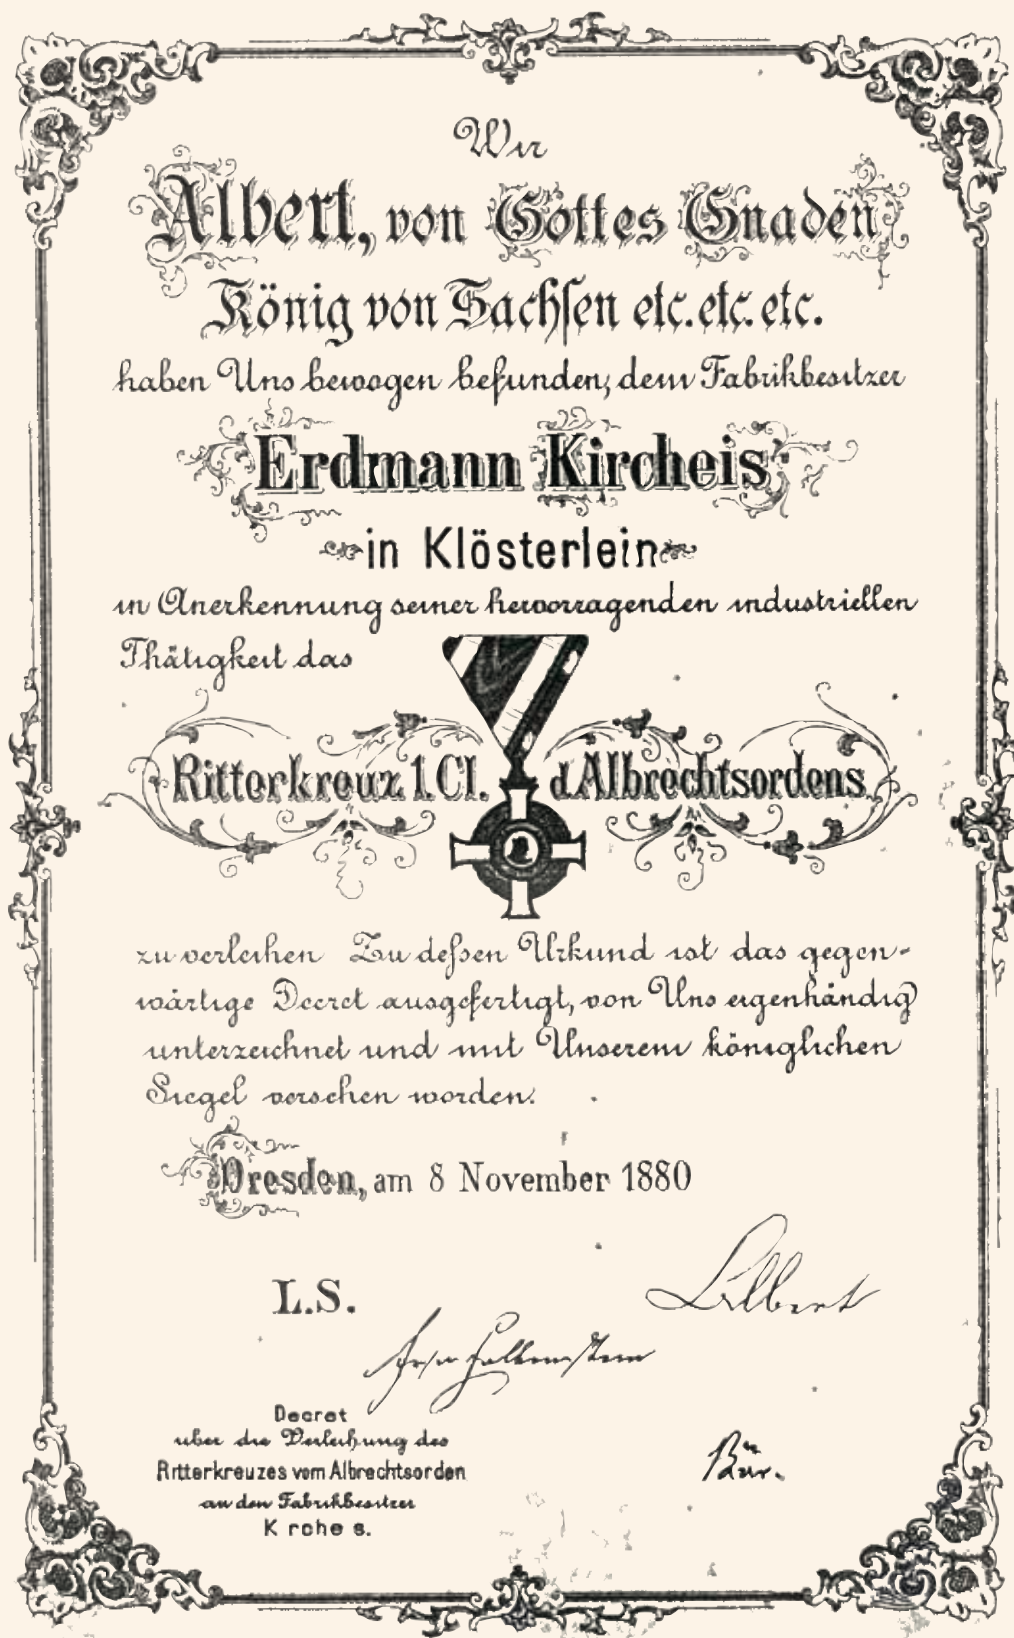 Wir
Albert, von Gottes Gnaden
König von Sachsen etc. etc. etc.
haben Uns bewogen befunden, dem Fabrikbesitzer
Erdmann Kircheis
in Klösterlein
in Anerkennung seiner hervorragenden industriellen
Thätigkeit das
Ritterkreuz 1. Cl. d. Albrechtsordens
zu verleihen Zu deßen Urkund ist das gegen-
wärtige Decret ausgefertigt, von Uns eigenhändig
unterzeichnet und mit Unserem königlichen
Siegel versehen worden.
Dresden, am 8 November 1880
L.S.
Albert
Falkenstein
Decret
über die Verleihung des
Ritterkreuzes vom Albrechtsorden
an den Fabrikbesitzer
K rche s.
Bär.